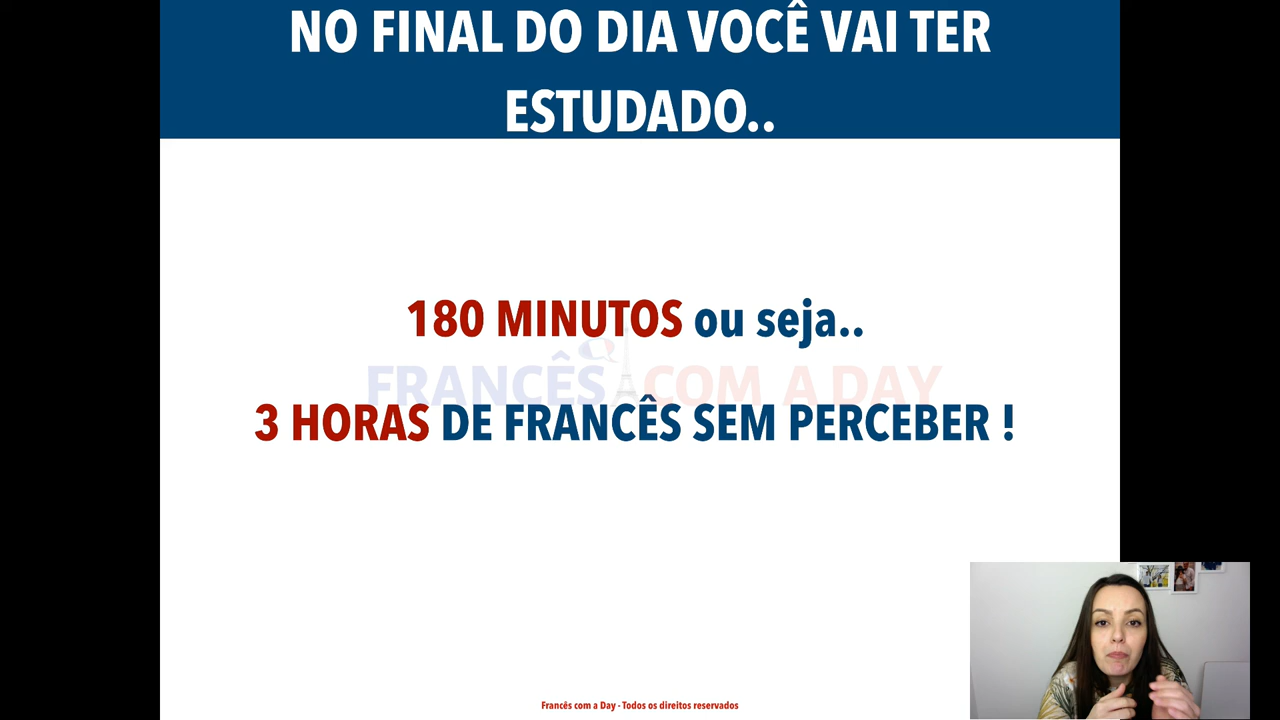 NO FINAL DO DIA VOCÊ VAI TER
ESTUDADO..
180 MINUTOS ou seja..
FRANCÊS COM A DAY
3 HORAS DE FRANCÊS SEM PERCEBER !
Francês com a Day - Todos os direitos reservados